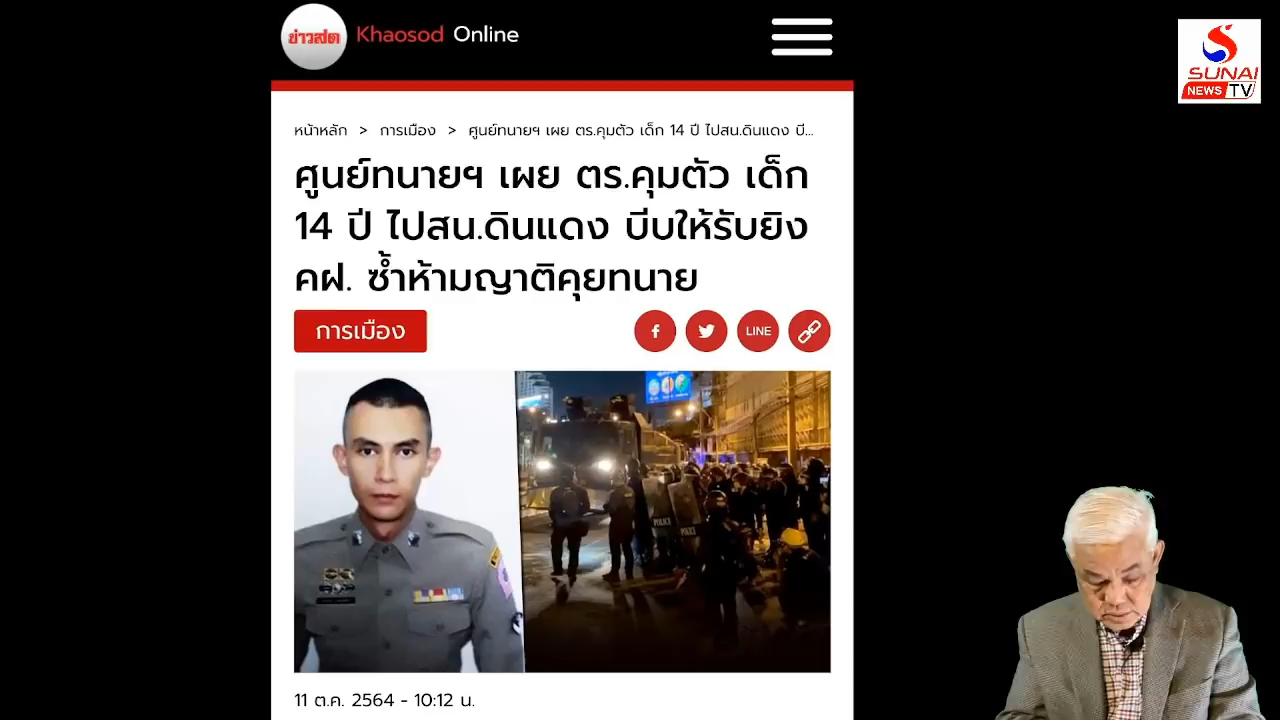 ข่าวสด Khaosod Online
SUNAI
NEWS TV
หน้าหลัก > การเมือง > ศูนย์ทนายฯ เผย ตร.คุมตัว เด็ก 14 ปี ไปสน.ดินแดง บี...
ศูนย์ทนายฯ เผย ตร.คุมตัว เด็ก
14 ปี ไปสน.ดินแดง บีบให้รับยิง
คฝ. ซ้ำห้ามญาติคุยทนาย
การเมือง
LINE
POLICE
POLICE
11 ต.ค. 2564 - 10:12 น.